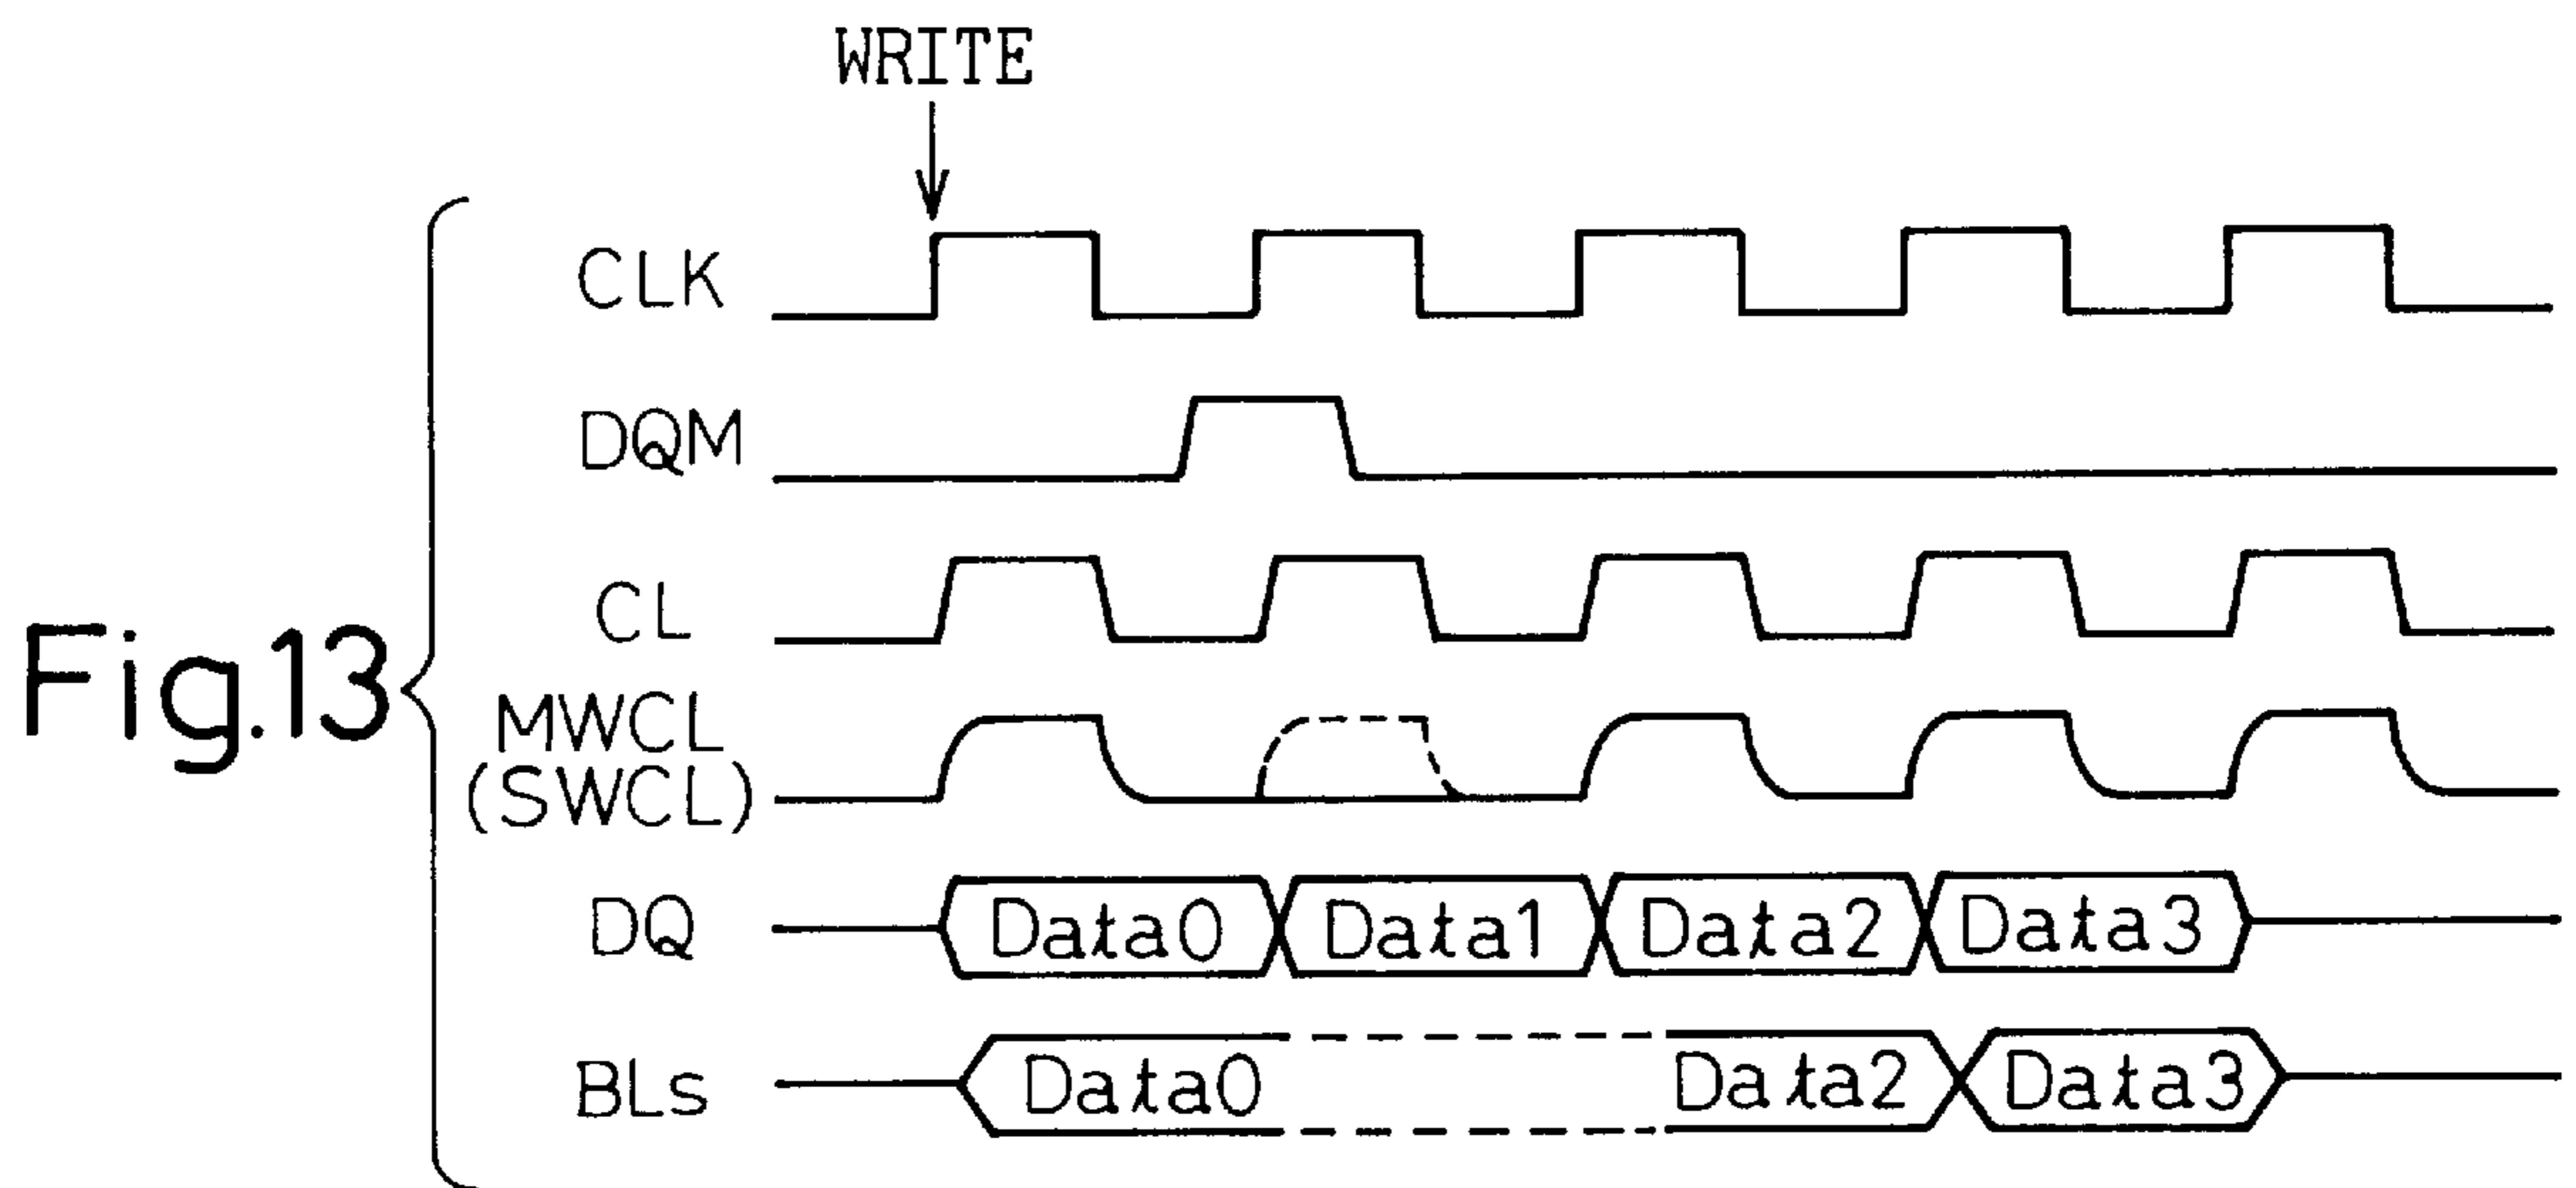 WRITE
CLK
DQM
CL
Fig.13
MWCL
(SWCL)
DQ Data0 Data1 Data2 Data3
BLs Data0 Data2 Data3